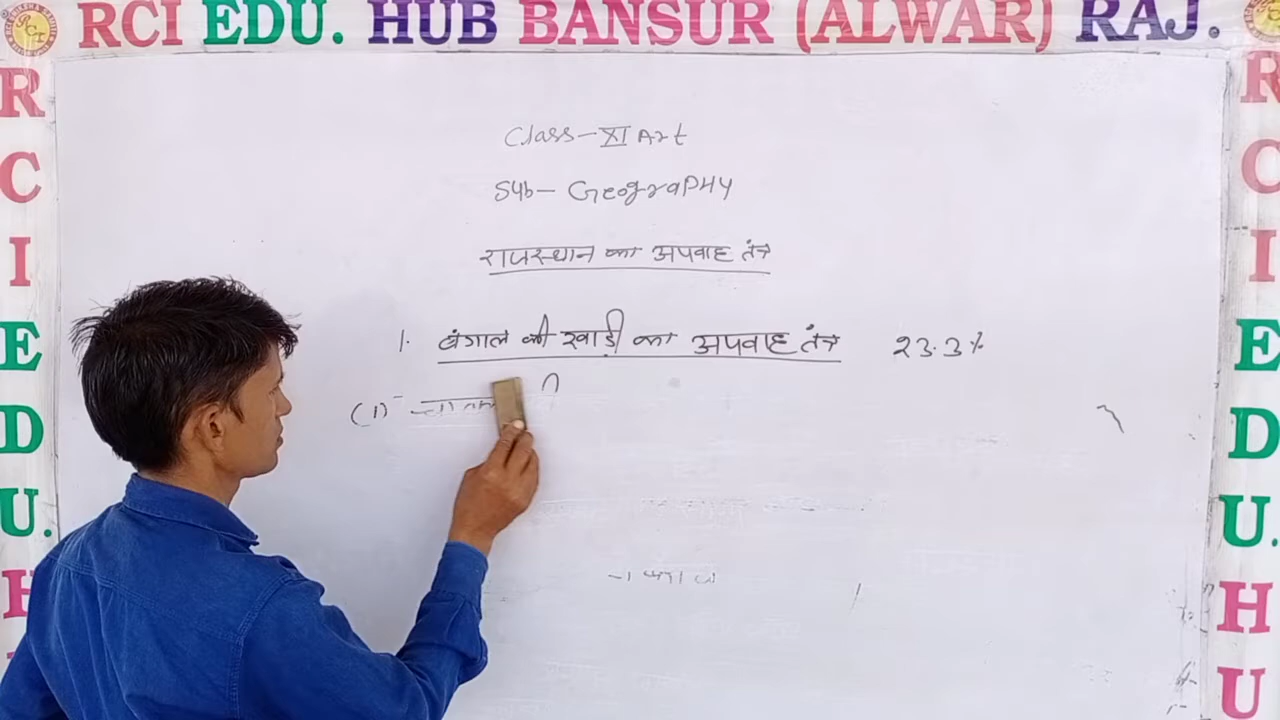 RCI EDU. HUB BANSUR (ALWAR) RAJ.
R C I E D U. H
R C I E D U. H U
Class-XI Art
Sub- Geography
राजस्थान का अपवाह तंत्र
1. बंगाल की खाड़ी का अपवाह तंत्र 23.3%
(1)